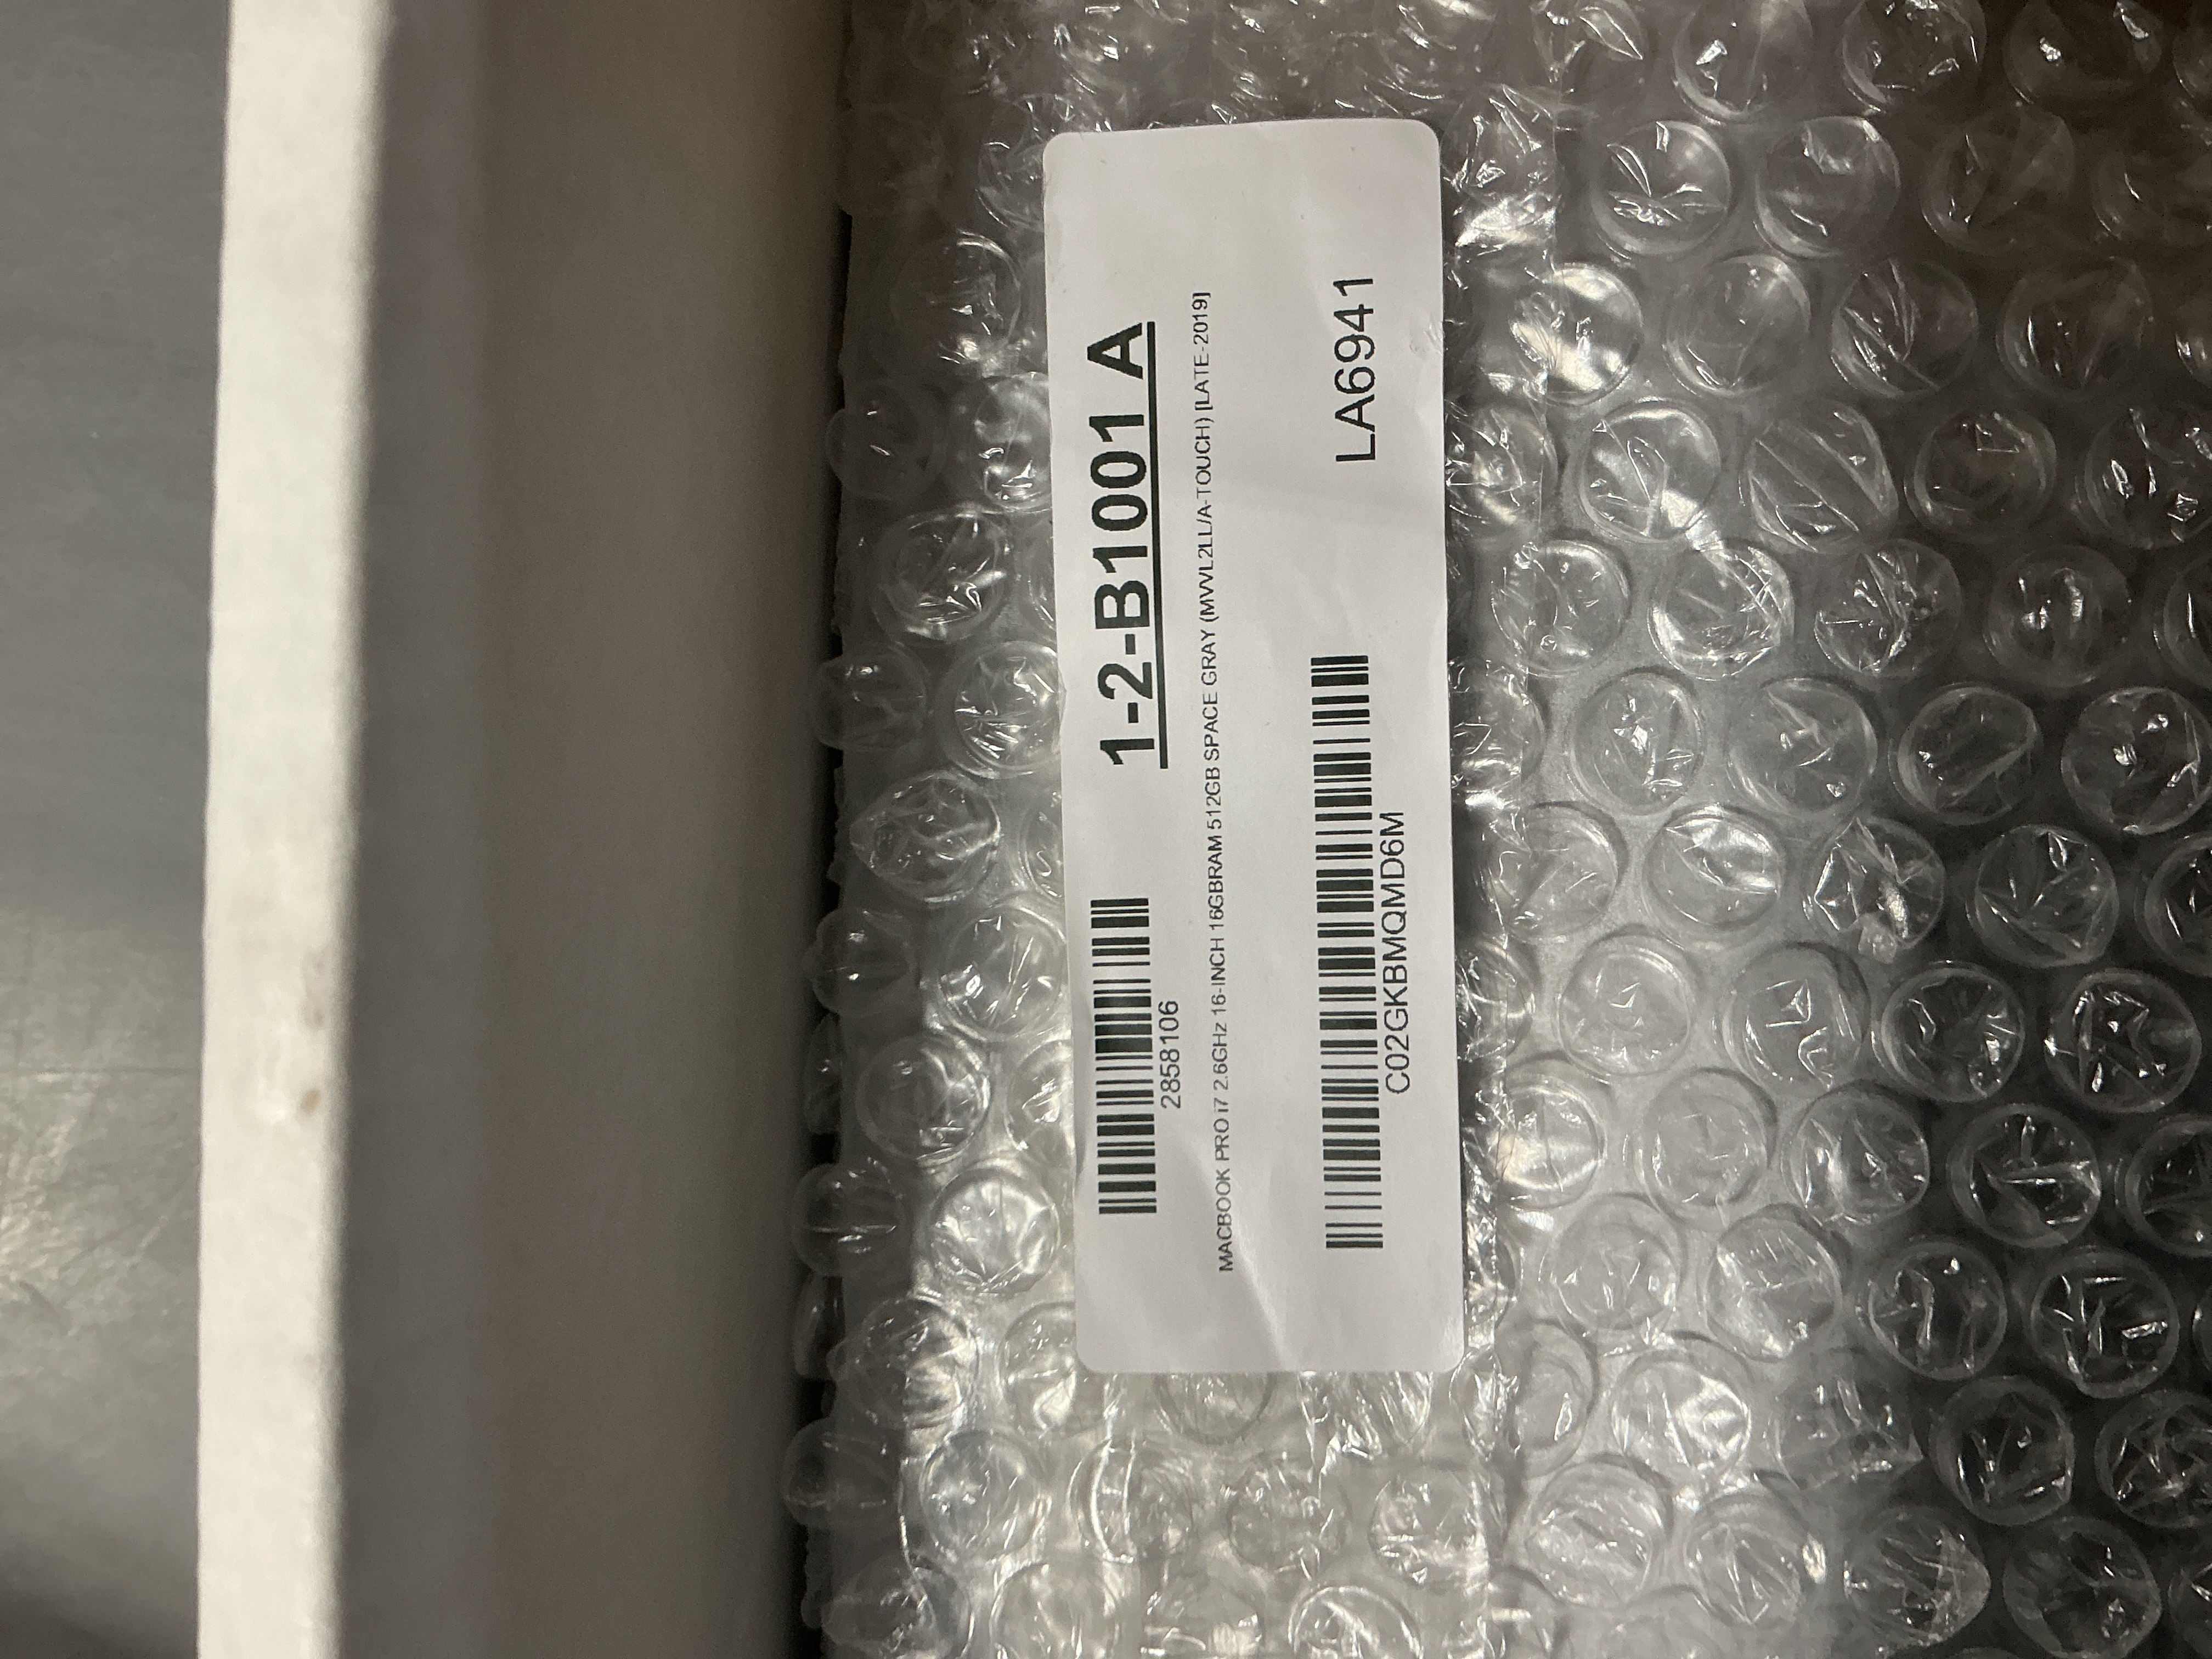 1-2-B1001 A
2858106
MACBOOK PRO i7 2.6GHz 16-INCH 16GBRAM 512GB SPACE GRAY (MVVL2LL/A-TOUCH) [LATE-2019]
LA6941
C02GKBMQMD6M